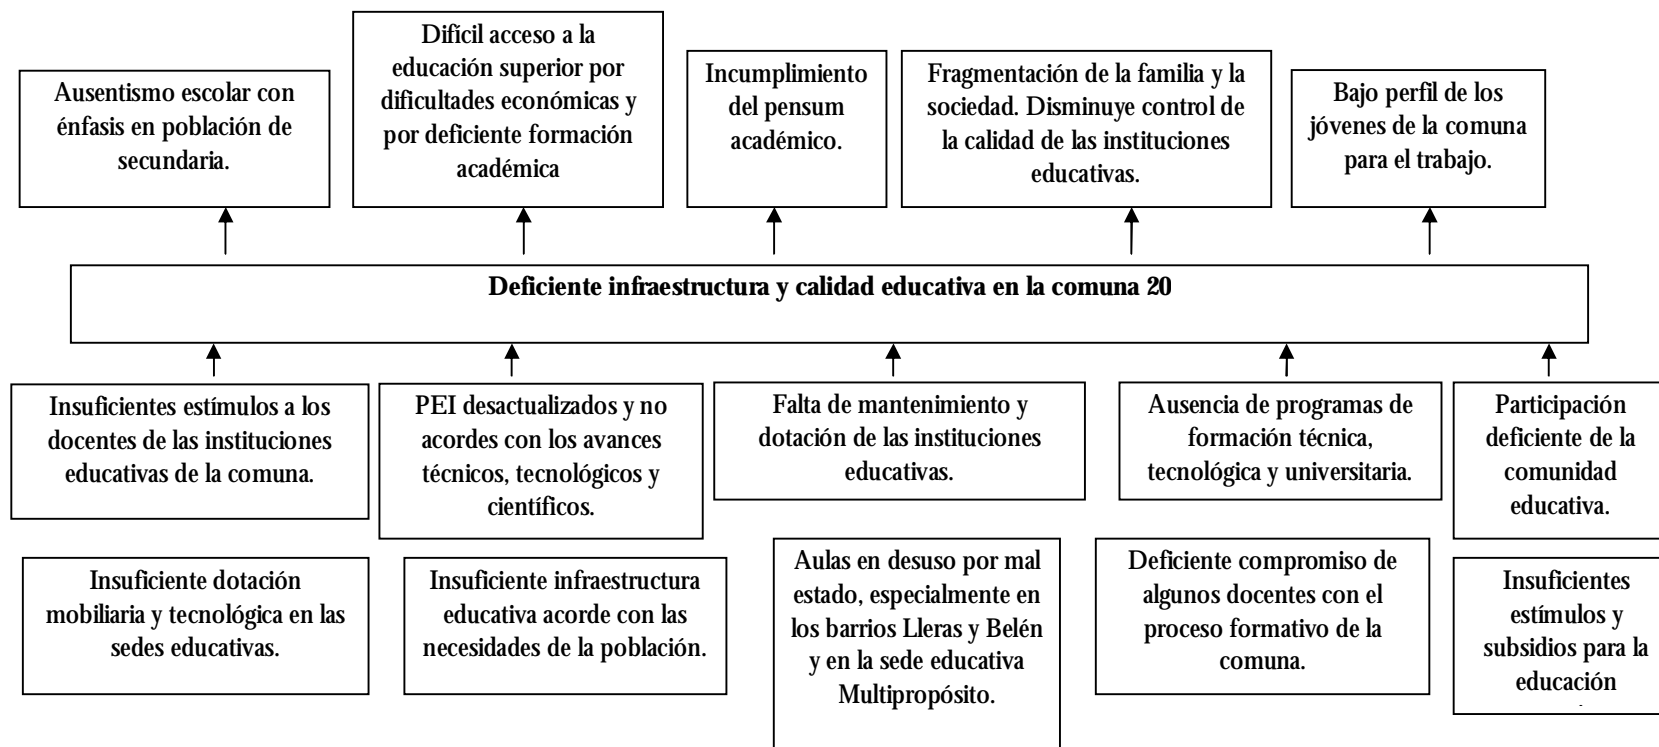 Ausentismo escolar con
énfasis en población de
secundaria.
Difícil acceso a la
educación superior por
dificultades económicas y
por deficiente formación
académica
Incumplimiento
del pensum
académico.
Fragmentación de la familia y la
sociedad. Disminuye control de
la calidad de las instituciones
educativas.
Bajo perfil de los
jóvenes de la comuna
para el trabajo.
Deficiente infraestructura y calidad educativa en la comuna 20
Insuficientes estímulos a los
docentes de las instituciones
educativas de la comuna.
PEI desactualizados y no
acordes con los avances
técnicos, tecnológicos y
científicos.
Falta de mantenimiento y
dotación de las instituciones
educativas.
Ausencia de programas de
formación técnica,
tecnológica y universitaria.
Participación
deficiente de la
comunidad
educativa.
Insuficiente dotación
mobiliaria y tecnológica en las
sedes educativas.
Insuficiente infraestructura
educativa acorde con las
necesidades de la población.
Aulas en desuso por mal
estado, especialmente en
los barrios Lleras y Belén
y en la sede educativa
Multipropósito.
Deficiente compromiso de
algunos docentes con el
proceso formativo de la
comuna.
Insuficientes
estímulos y
subsidios para la
educación